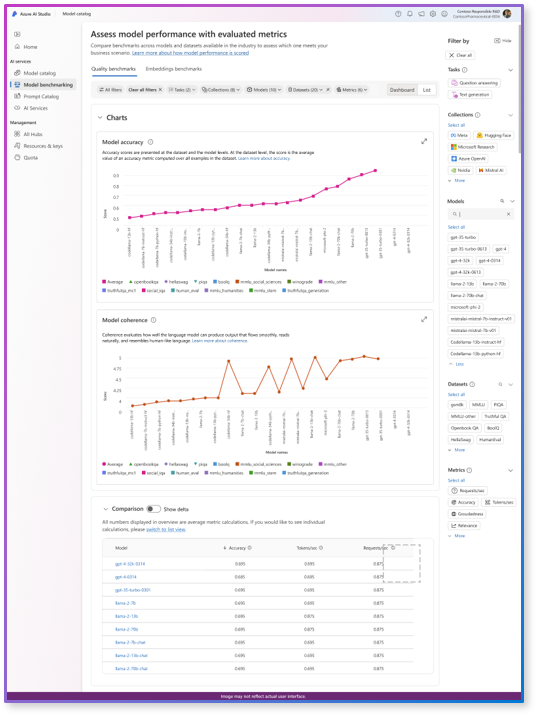 Azure AI Studio
Model catalog
Contoso Responsible R&D
Home
AI services
Model catalog
Model benchmarking
Prompt Catalog
AI Services
Management
All Hubs
Resources & keys
Quota
Assess model performance with evaluated metrics
Compare benchmarks across models and datasets available in the industry to assess which one meets your
business scenario. Learn more about how model performance is scored
Quality benchmarks
Embeddings benchmarks
All filters
Clear all filters
Tasks (2)
Collections (8)
Models (10)
Datasets (20)
Metrics (6)
Dashboard
List
Charts
Model accuracy
Accuracy scores are presented at the dataset and the model levels. At the dataset level, the score is the average
value of an accuracy metric computed over all examples in the dataset. Learn more about accuracy.
Score
Model names
Average openbookqa hellaswag piqa boolq mmlu_social_sciences winogrande mmlu_other
truthfulqa_mc1 social_iqa human_eval mmlu_humanities mmlu_stem truthfulqa_generation
Model coherence
Coherence evaluates how well the language model can produce output that flows smoothly, reads
naturally, and resembles human-like language. Learn more about coherence.
5
4.75
4.5
4.25
4
Score
Model names
Average openbookqa hellaswag piqa boolq mmlu_social_sciences winogrande mmlu_other
truthfulqa_mc1 social_iqa human_eval mmlu_humanities mmlu_stem truthfulqa_generation
Comparison
Show delta
All numbers displayed in overview are average metric calculations. If you would like to see individual
calculations, please switch to list view.
Model Accuracy Tokens/sec Requests/sec
gpt-4-32k-0314 0.695 0.695 0.875
gpt-4-0314 0.685 0.695 0.875
gpt-35-turbo-0301 0.695 0.695 0.875
llama-2-7b 0.695 0.695 0.875
llama-2-13b 0.695 0.695 0.875
llama-2-70b 0.695 0.695 0.875
llama-2-7b-chat 0.695 0.695 0.875
llama-2-13b-chat 0.695 0.695 0.875
llama-2-70b-chat 0.695 0.695 0.875
Filter by
Hide
Clear all
Tasks
Question answering
Text generation
Collections
Select all
Meta
Hugging Face
Microsoft Research
Azure OpenAI
Nvidia
Mistral AI
More
Models
Select all
gpt-35-turbo
gpt-35-turbo-0613
gpt-4
gpt-4-32k
gpt-4-0314
gpt-4-32k-0613
llama-2-13b
llama-2-70b
llama-2-70b-chat
microsoft-phi-2
mistralai-mistral-7b-instruct-v01
mistralai-mistral-7b-v01
Codellama-13b-instruct-hf
Codellama-13b-python-hf
Less
Datasets
Select all
gsm8k
MMLU
PIQA
MMLU-other
Truthful QA
Openbook QA
BoolQ
HellaSwag
HumanEval
More
Metrics
Select all
Requests/sec
Accuracy
Tokens/sec
Groundedness
Relevance
More
Image may not reflect actual user interface.